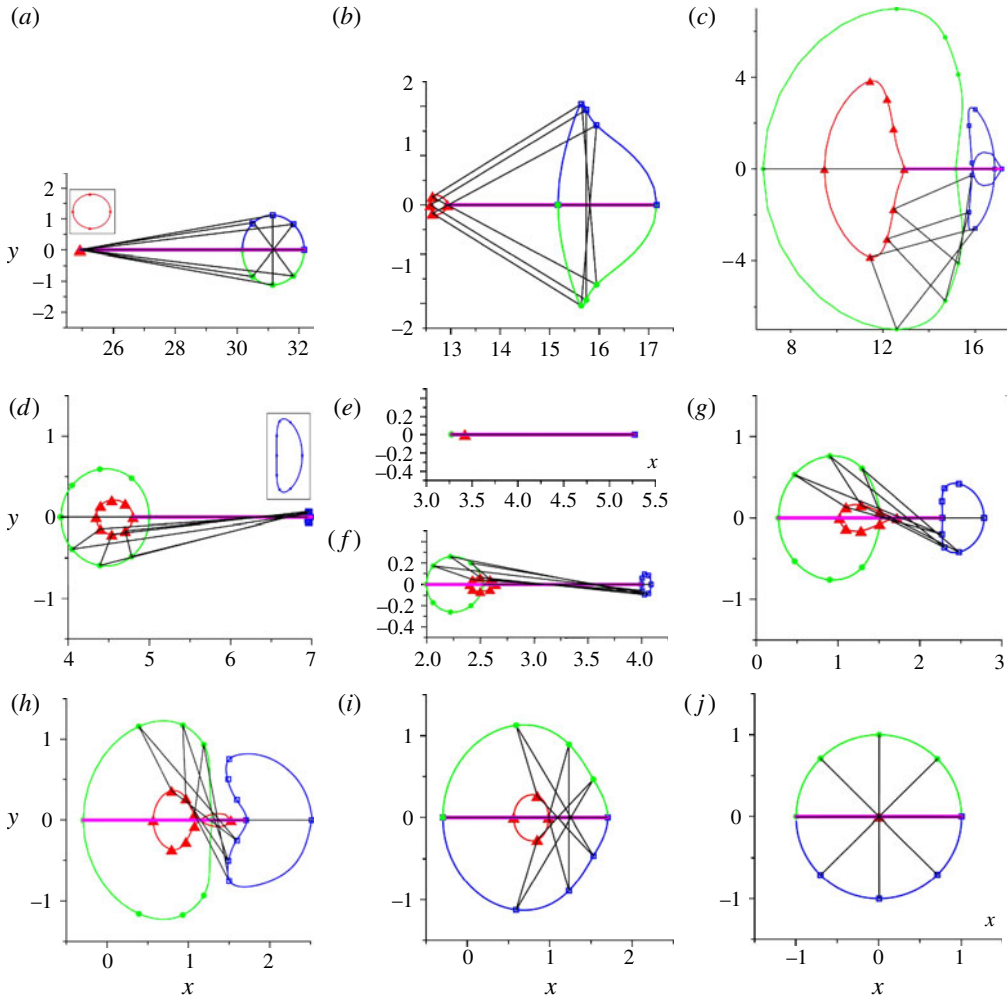 (a)
(b)
(c)
2
1
y 0
−1
−2
26 28 30 32
2
1
0
−1
−2
13 14 15 16 17
4
0
−4
8 12 16
(d)
(e)
(g)
1
y 0
−1
4 5 6 7
0.2
0
−0.2
−0.4
x
3.0 3.5 4.0 4.5 5.0 5.5
(f)
0.2
0
−0.2
−0.4
2.0 2.5 3.0 3.5 4.0
1
0
−1
0 1 2 3
(h)
(i)
(j)
1
y 0
−1
0 1 2
x
1
0
−1
0 1 2
x
1
0
−1
x
−1 0 1
x